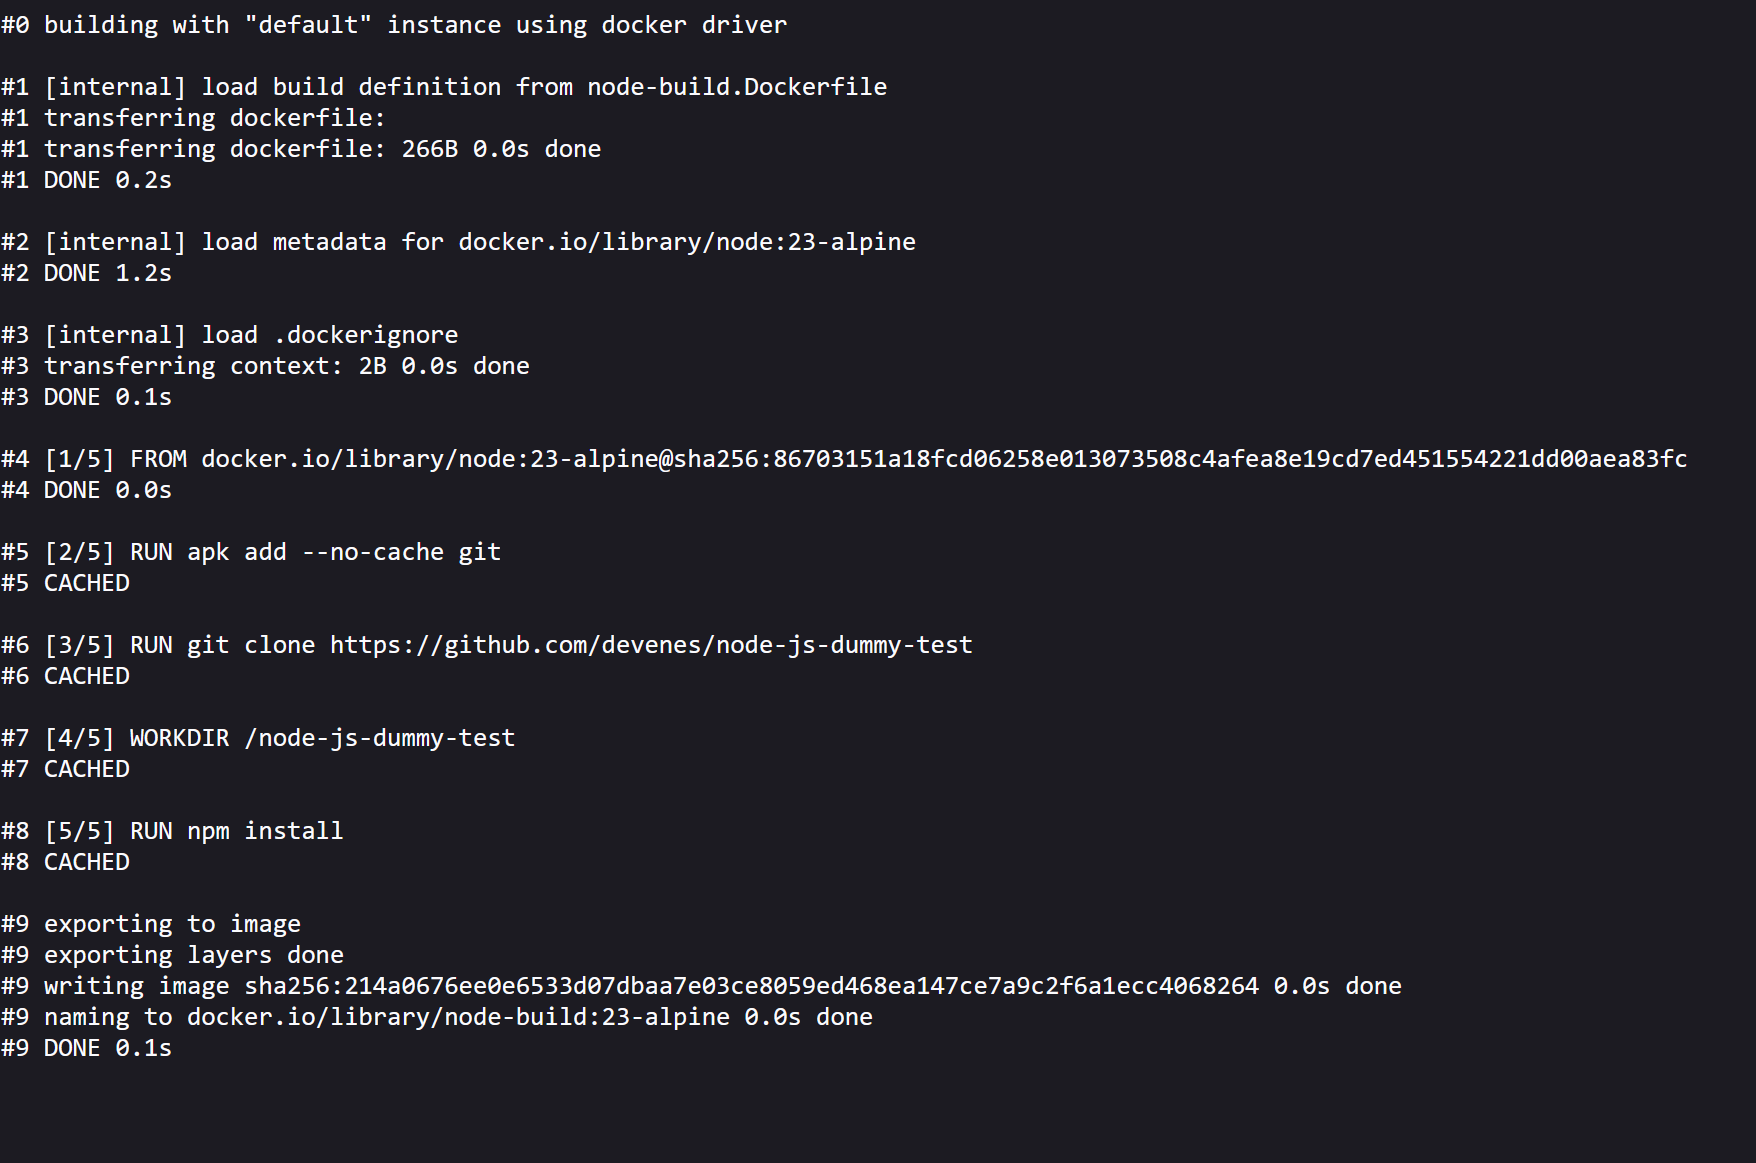 #0 building with "default" instance using docker driver
#1 [internal] load build definition from node-build.Dockerfile
#1 transferring dockerfile:
#1 transferring dockerfile: 266B 0.0s done
#1 DONE 0.2s
#2 [internal] load metadata for docker.io/library/node:23-alpine
#2 DONE 1.2s
#3 [internal] load .dockerignore
#3 transferring context: 2B 0.0s done
#3 DONE 0.1s
#4 [1/5] FROM docker.io/library/node:23-alpine@sha256:86703151a18fcd06258e013073508c4afea8e19cd7ed451554221dd00aea83fc
#4 DONE 0.0s
#5 [2/5] RUN apk add --no-cache git
#5 CACHED
#6 [3/5] RUN git clone https://github.com/devenes/node-js-dummy-test
#6 CACHED
#7 [4/5] WORKDIR /node-js-dummy-test
#7 CACHED
#8 [5/5] RUN npm install
#8 CACHED
#9 exporting to image
#9 exporting layers done
#9 writing image sha256:214a0676ee0e6533d07dbaa7e03ce8059ed468ea147ce7a9c2f6a1ecc4068264 0.0s done
#9 naming to docker.io/library/node-build:23-alpine 0.0s done
#9 DONE 0.1s